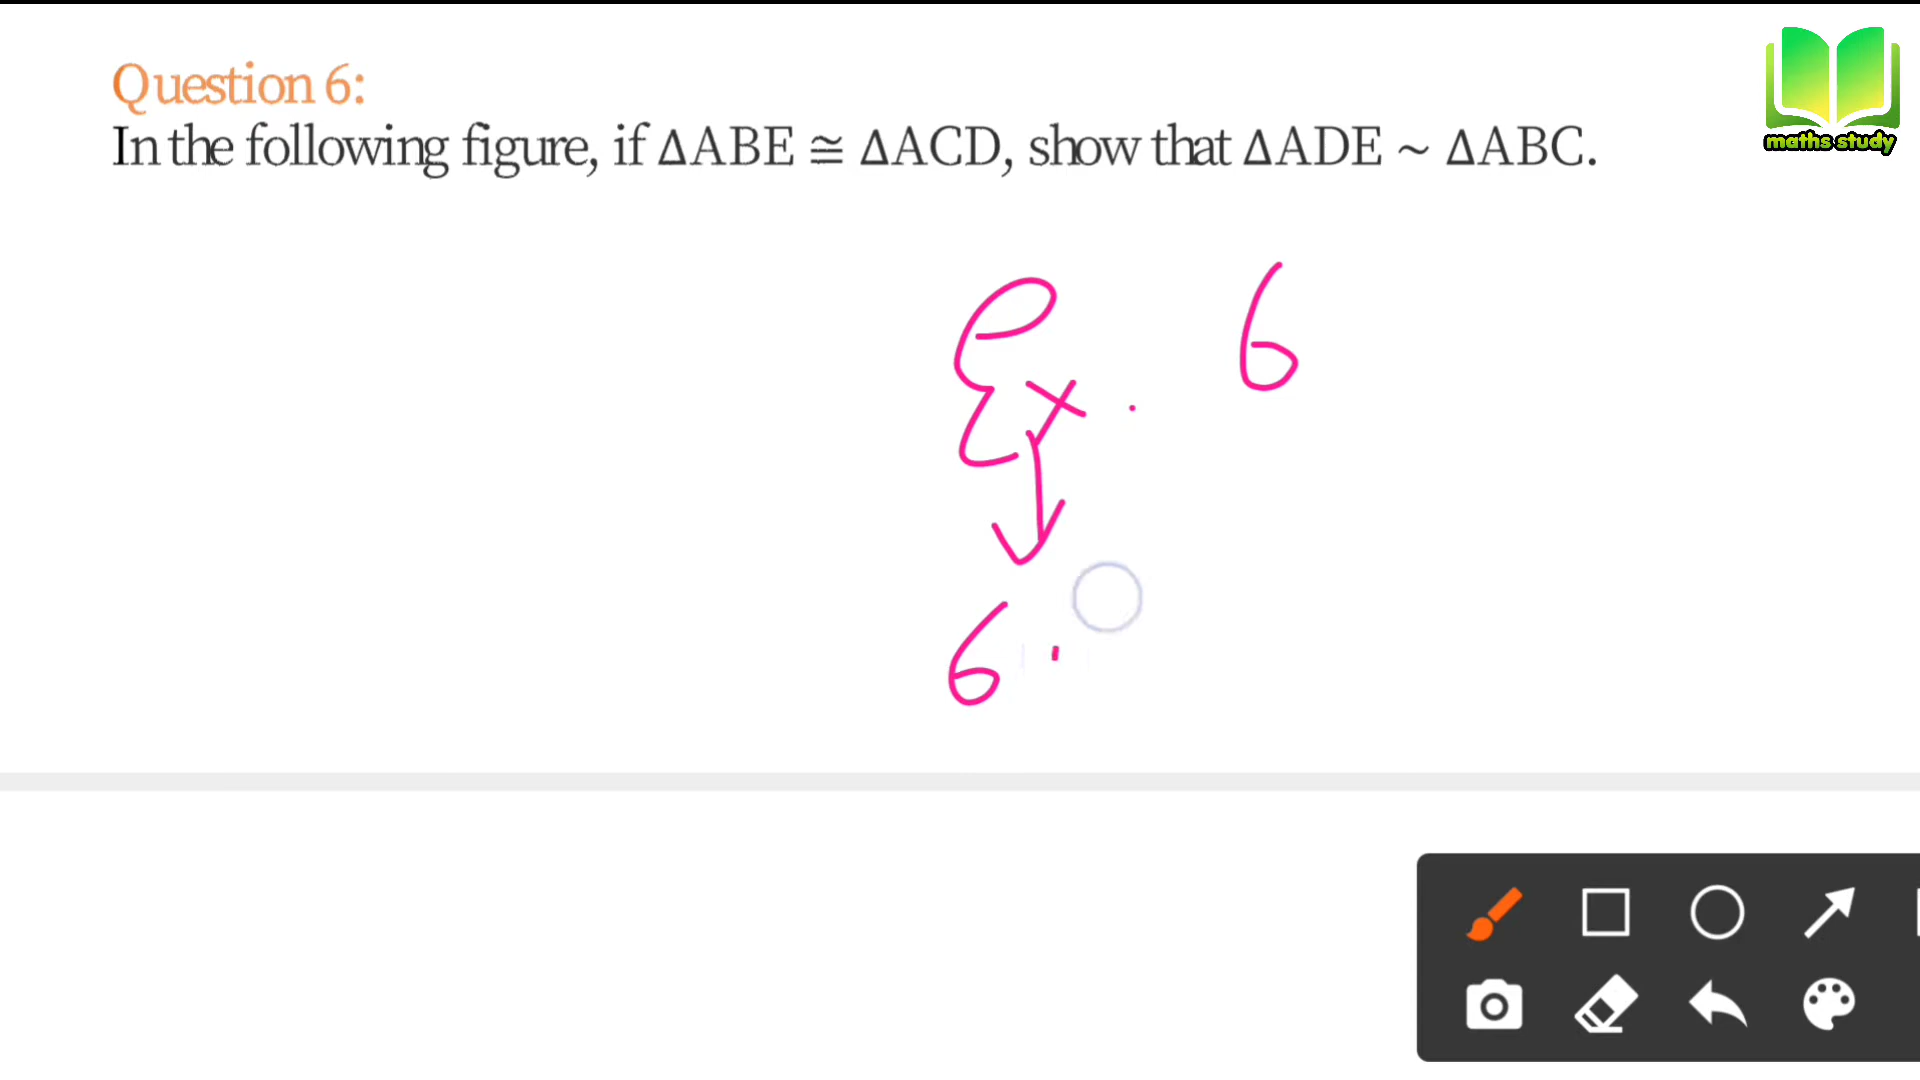 Question 6:
In the following figure, if ΔABE ≅ ΔACD, show that ΔADE ~ ΔABC.
maths study
Ex. 6
6.